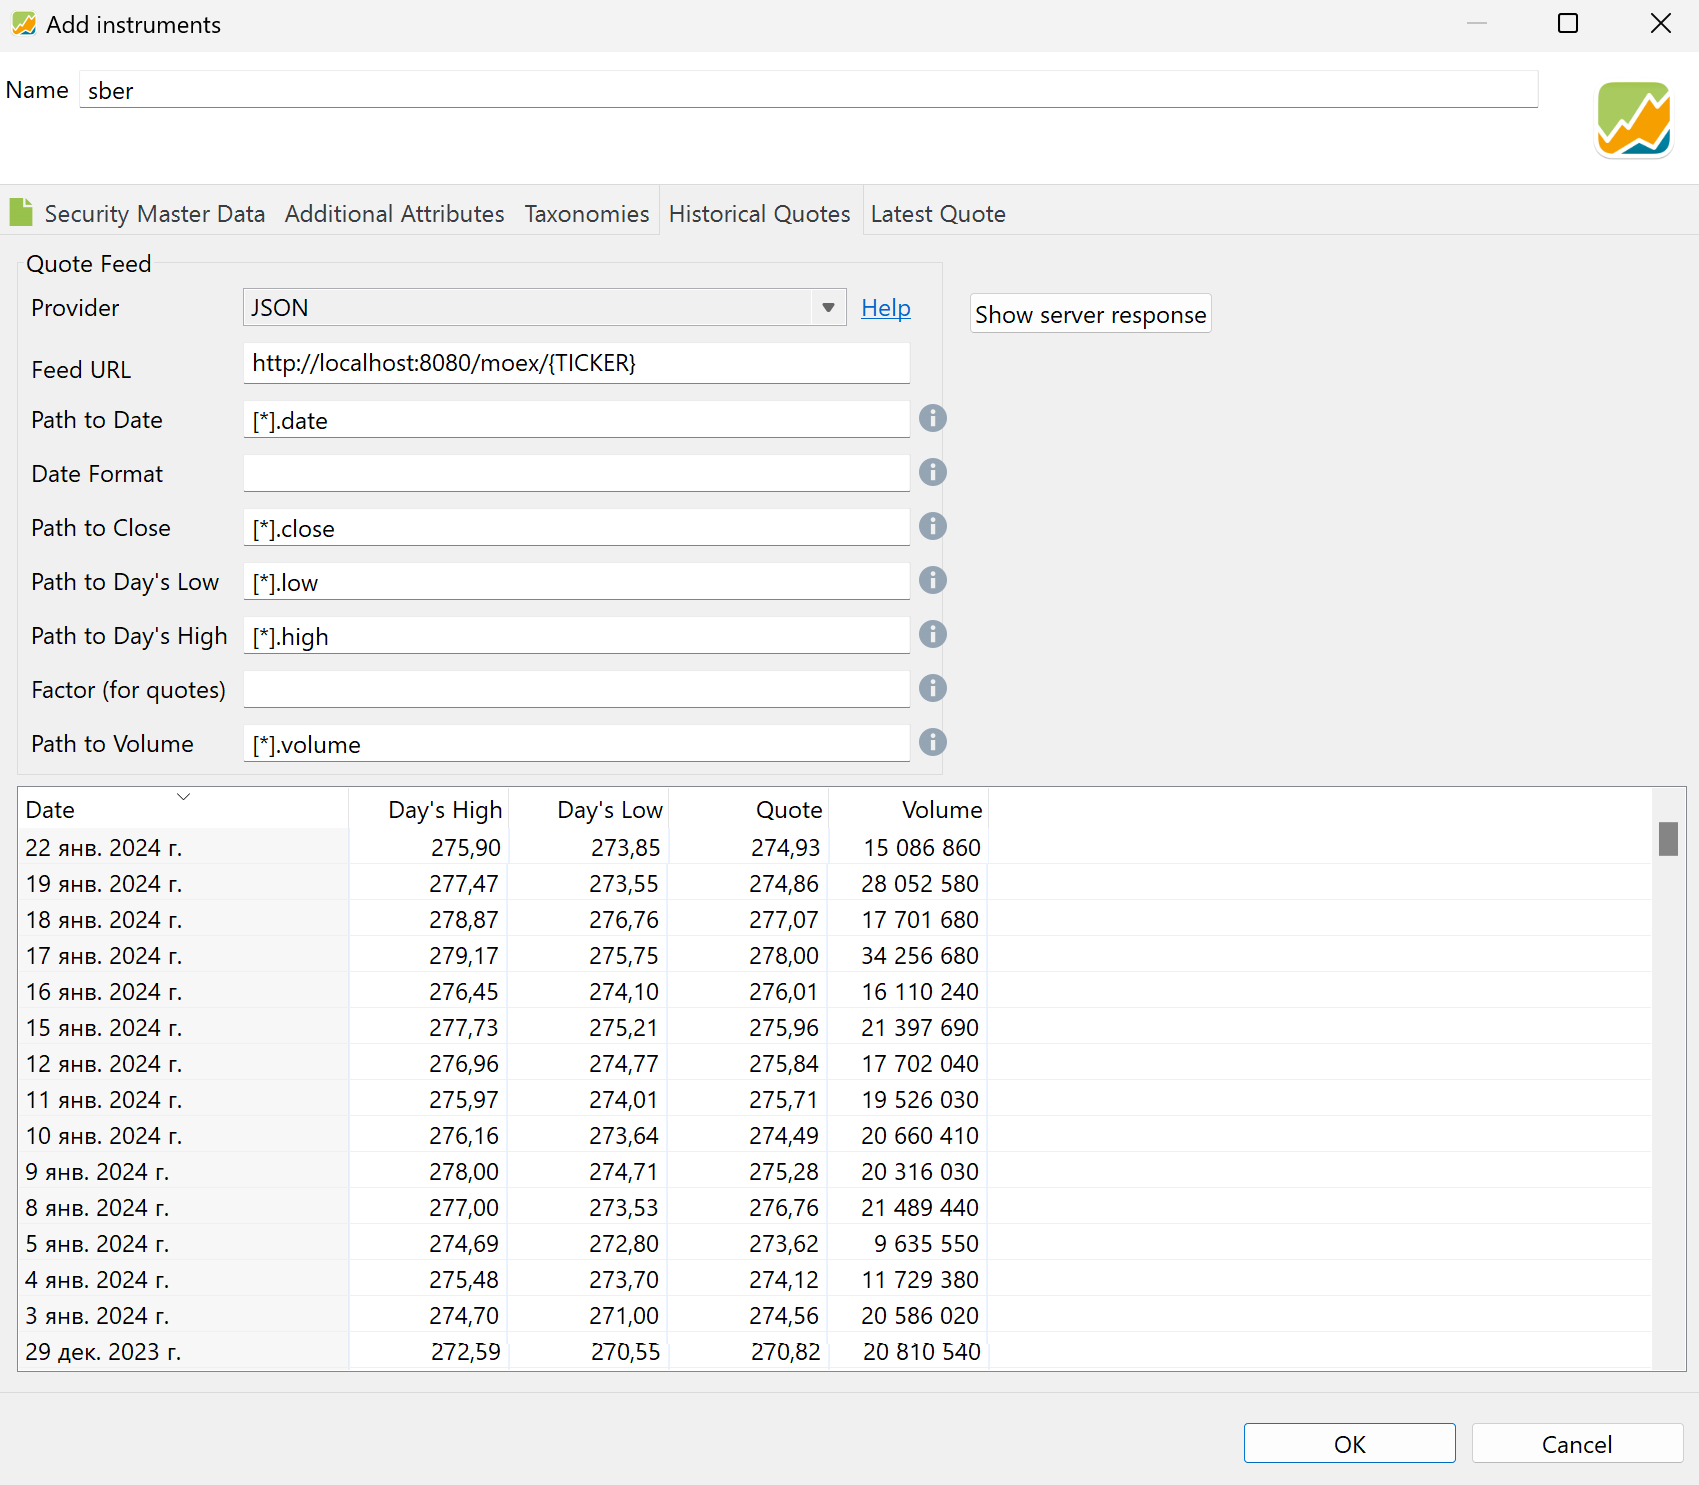 Add instruments
Name sber
Security Master Data Additional Attributes Taxonomies Historical Quotes Latest Quote
Quote Feed
Provider JSON Help Show server response
Feed URL http://localhost:8080/moex/{TICKER}
Path to Date [*].date
Date Format
Path to Close [*].close
Path to Day's Low [*].low
Path to Day's High [*].high
Factor (for quotes)
Path to Volume [*].volume
Date Day's High Day's Low Quote Volume
22 янв. 2024 г. 275,90 273,85 274,93 15 086 860
19 янв. 2024 г. 277,47 273,55 274,86 28 052 580
18 янв. 2024 г. 278,87 276,76 277,07 17 701 680
17 янв. 2024 г. 279,17 275,75 278,00 34 256 680
16 янв. 2024 г. 276,45 274,10 276,01 16 110 240
15 янв. 2024 г. 277,73 275,21 275,96 21 397 690
12 янв. 2024 г. 276,96 274,77 275,84 17 702 040
11 янв. 2024 г. 275,97 274,01 275,71 19 526 030
10 янв. 2024 г. 276,16 273,64 274,49 20 660 410
9 янв. 2024 г. 278,00 274,71 275,28 20 316 030
8 янв. 2024 г. 277,00 273,53 276,76 21 489 440
5 янв. 2024 г. 274,69 272,80 273,62 9 635 550
4 янв. 2024 г. 275,48 273,70 274,12 11 729 380
3 янв. 2024 г. 274,70 271,00 274,56 20 586 020
29 дек. 2023 г. 272,59 270,55 270,82 20 810 540
OK Cancel